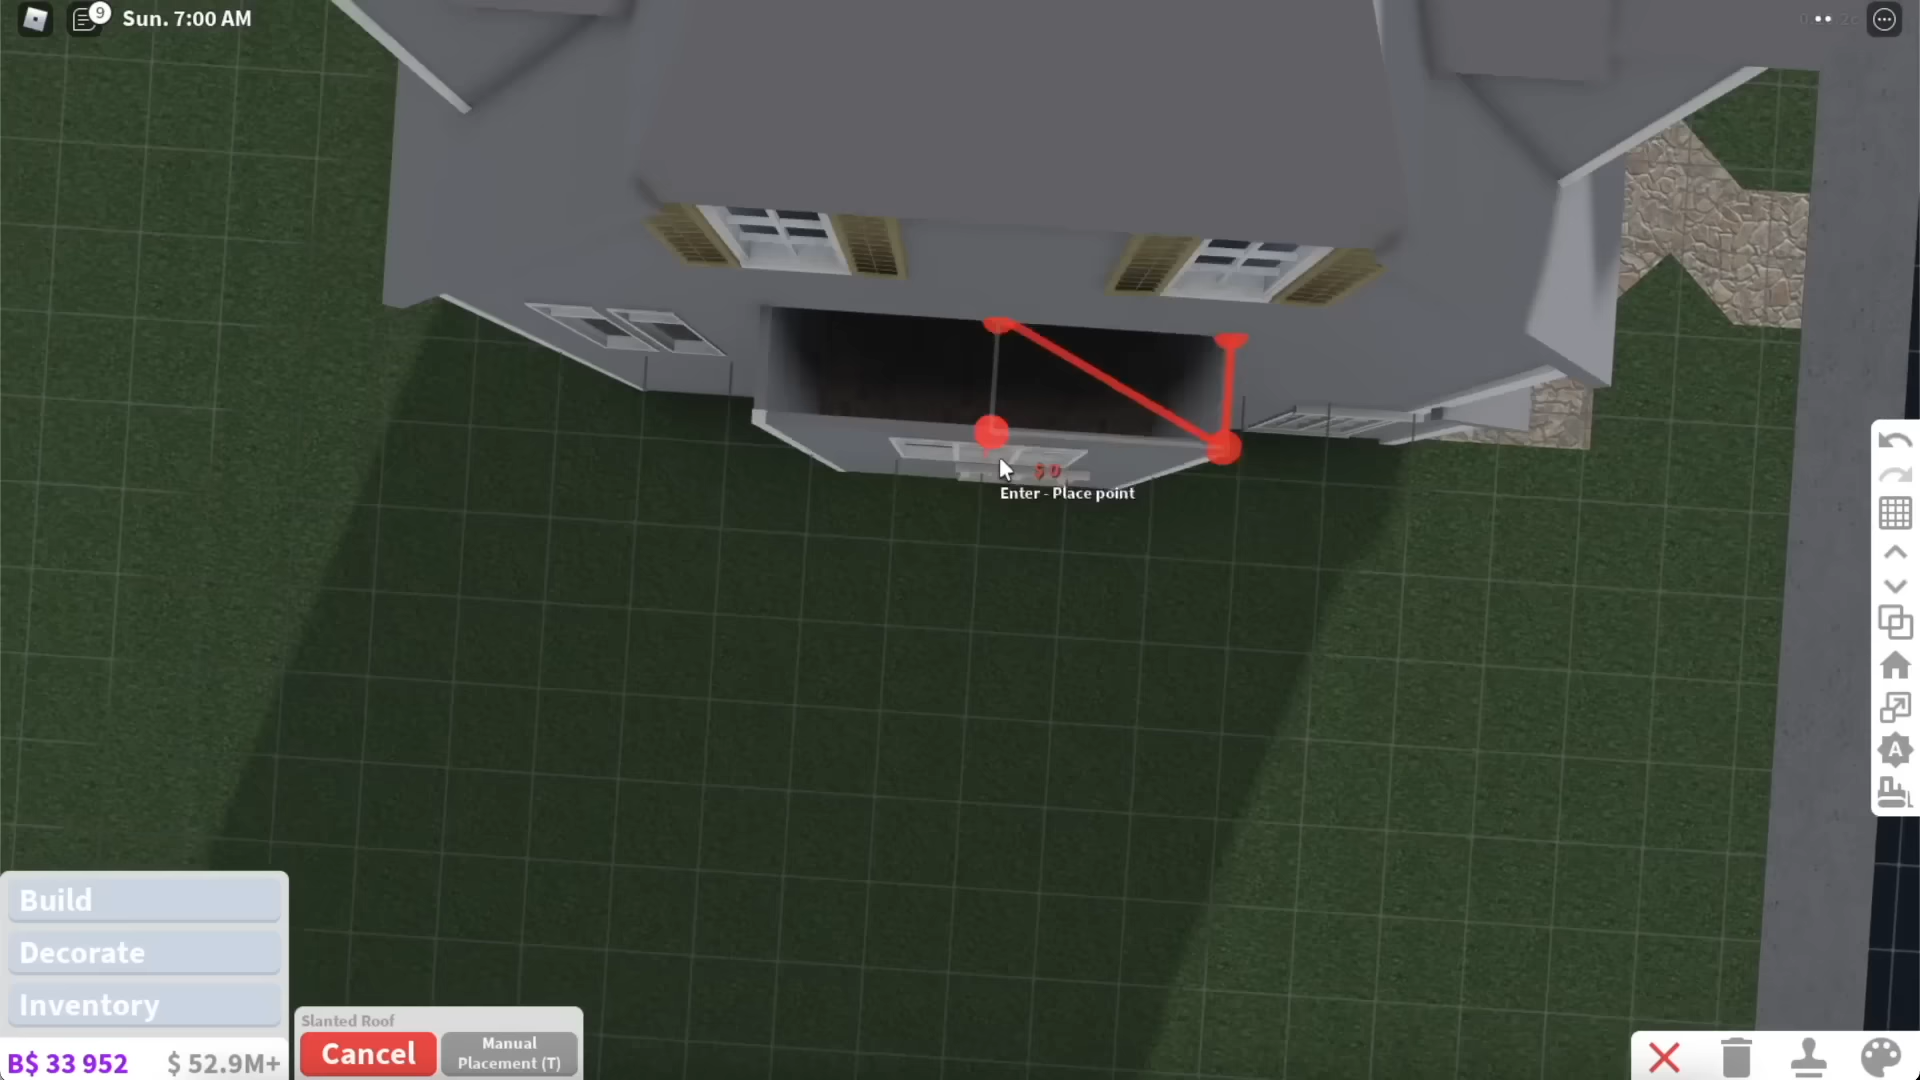 9
Sun. 7:00 AM
Enter - Place point
Build
Decorate
Inventory
B$ 33 952
$ 52.9M+
Slanted Roof
Cancel
Manual
Placement (T)
A